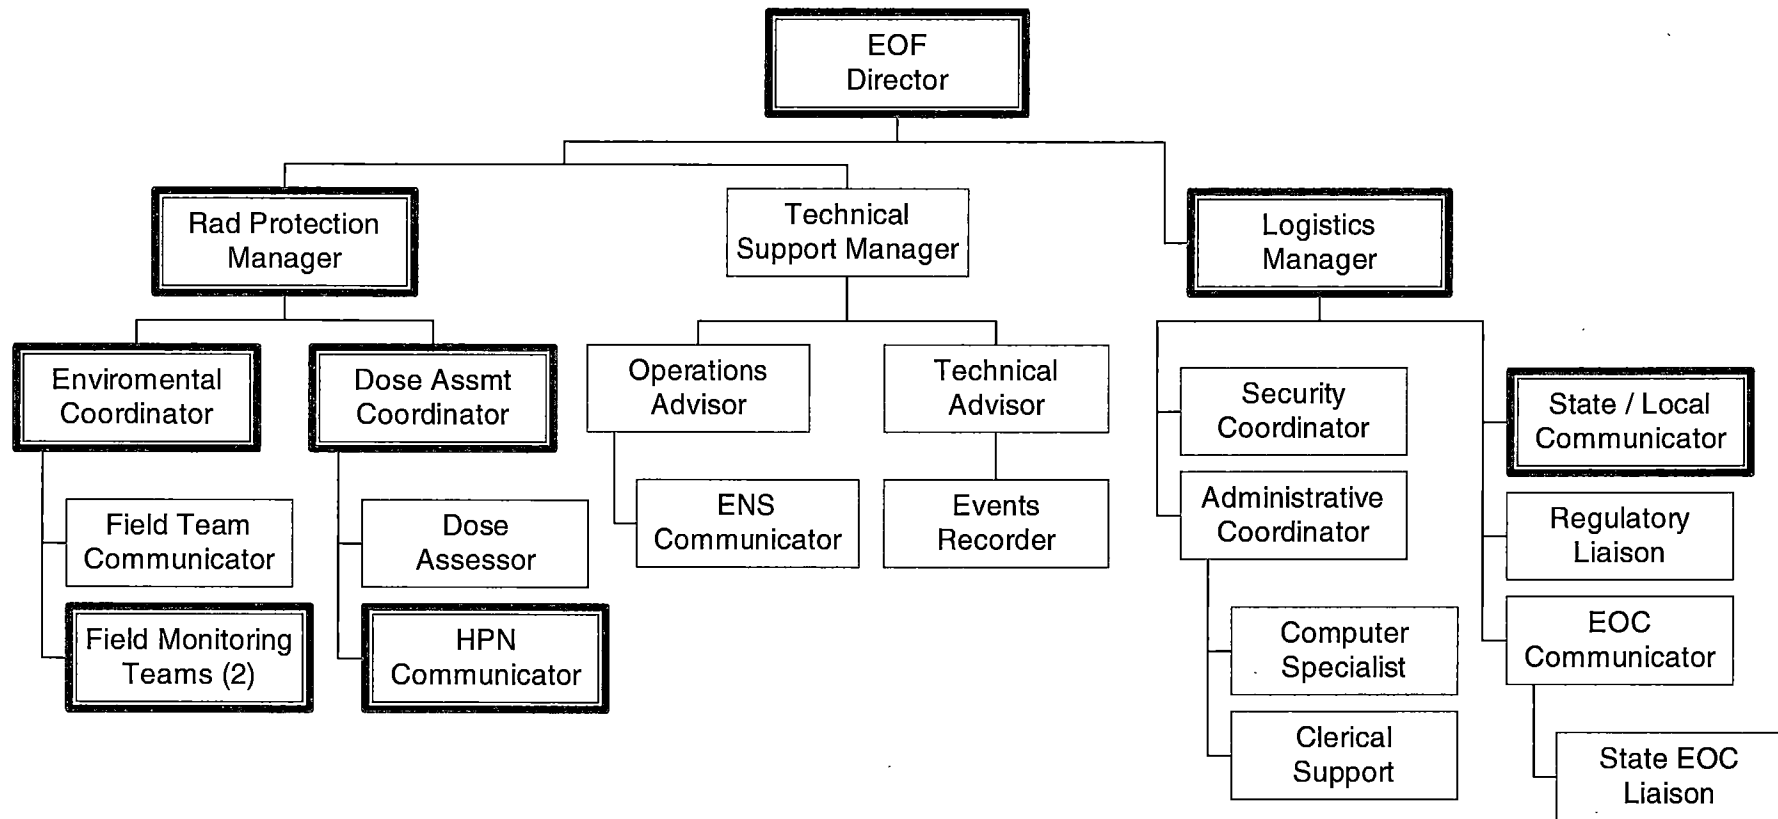 EOF
Director
Rad Protection
Manager
Technical
Support Manager
Logistics
Manager
Enviromental
Coordinator
Dose Assmt
Coordinator
Operations
Advisor
Technical
Advisor
Security
Coordinator
State / Local
Communicator
Field Team
Communicator
Dose
Assessor
ENS
Communicator
Events
Recorder
Administrative
Coordinator
Regulatory
Liaison
Field Monitoring
Teams (2)
HPN
Communicator
Computer
Specialist
EOC
Communicator
Clerical
Support
State EOC
Liaison